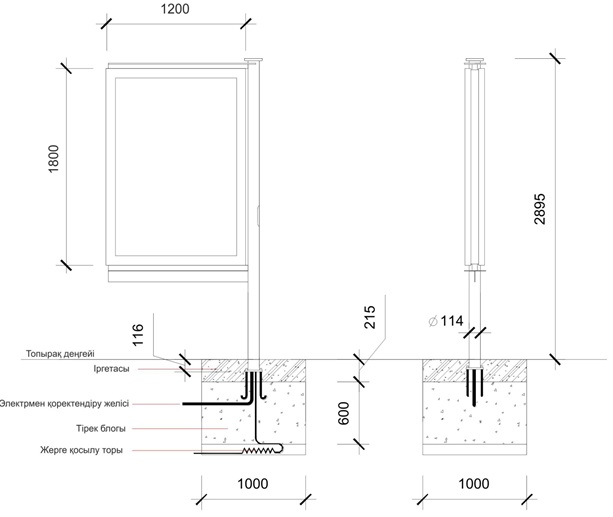 1200
1800
2895
116
215
Ø 114
Топырақ деңгейі
Іргетасы
Электрмен қоректендіру желісі
600
Тірек блогы
Жерге қосылу торы
1000
1000